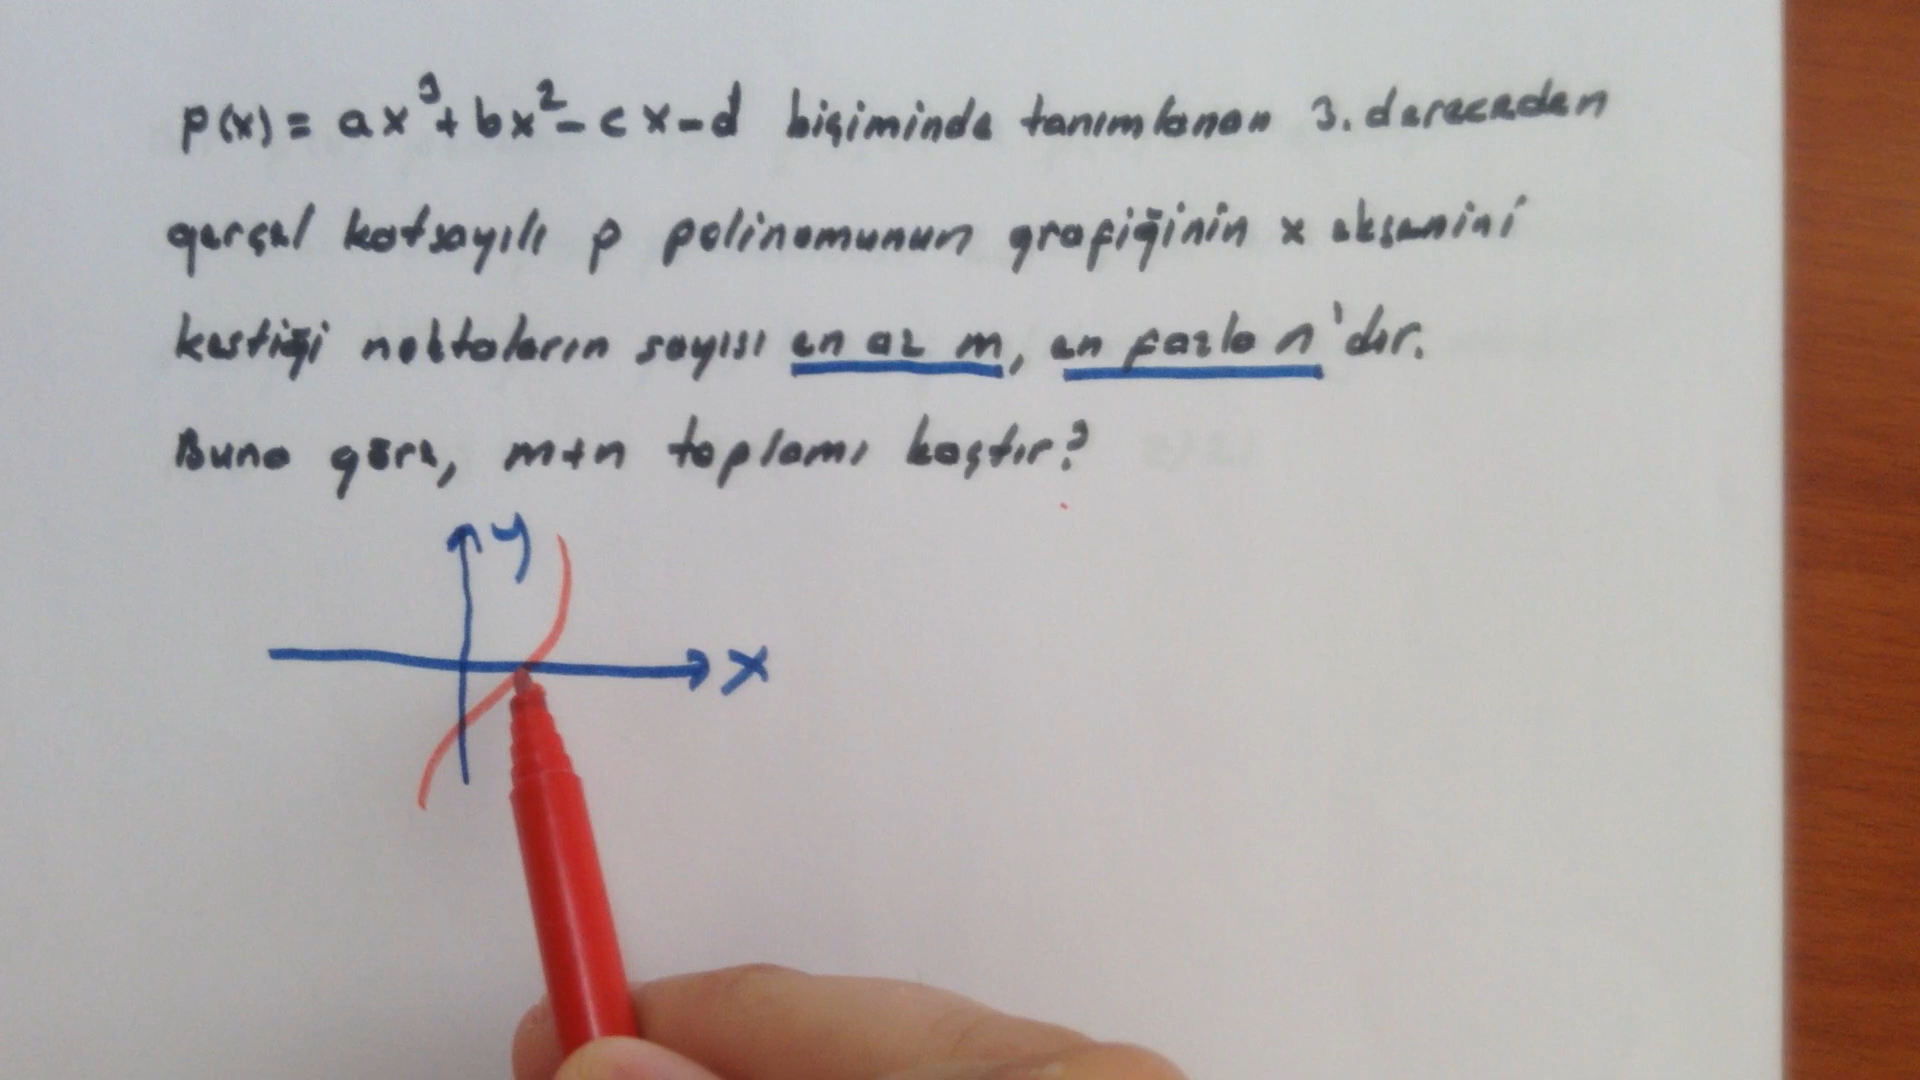 P(x) = ax³ + bx² - cx - d biçiminde tanımlanan 3. dereceden
gerçel katsayılı p polinomunun grafiğinin x eksenini
kestiği noktaların sayısı en az m, en fazla n'dır.
Buna göre, m+n toplamı kaçtır?
y
x